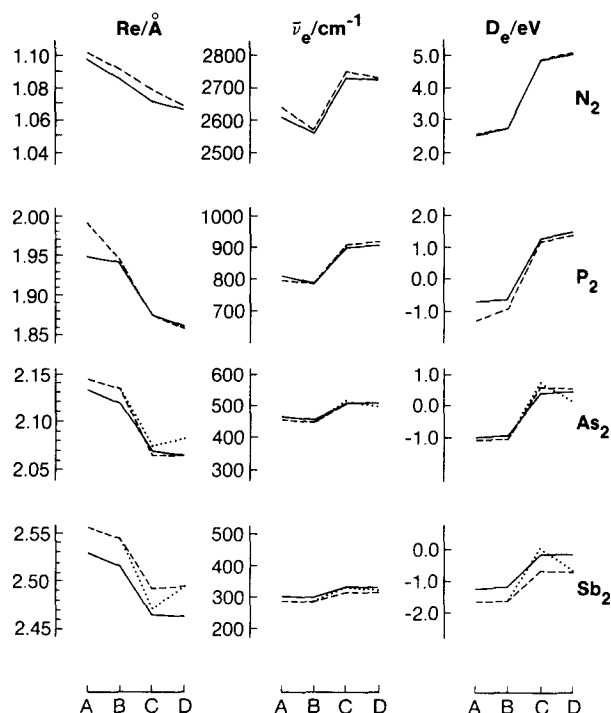 Re/Å ν̄e/cm⁻¹ De/eV
1.10 2800 5.0
1.08 2700 4.0
1.06 2600 3.0 N2
1.04 2500 2.0
2.00 1000 2.0
1.95 900 1.0
1.90 800 0.0 P2
1.85 700 -1.0
2.15 600 1.0
2.10 500 0.0
2.05 400 -1.0 As2
300
2.55 500 0.0
2.50 400 -1.0
2.45 300 -2.0 Sb2
200
A B C D A B C D A B C D